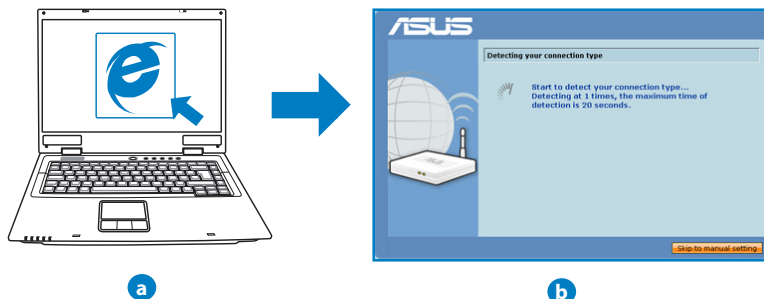 /SUS
Detecting your connection type
Start to detect your connection type...
Detecting at 1 times, the maximum time of
detection is 20 seconds.
Skip to manual setting
a
b